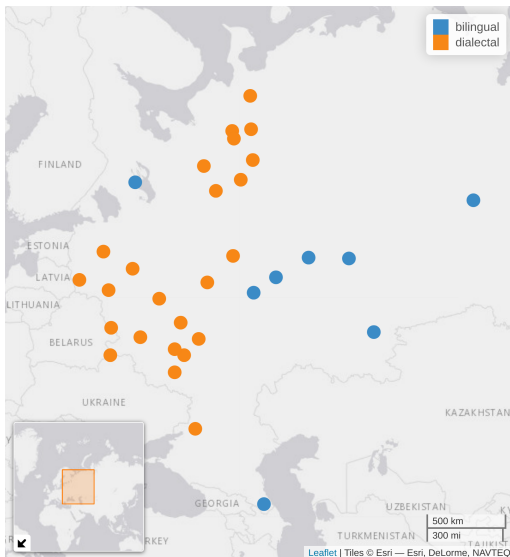 bilingual
dialectal
FINLAND
ESTONIA
LATVIA
LITHUANIA
BELARUS
UKRAINE
KAZAKHSTAN
GEORGIA
UZBEKISTAN
TURKMENISTAN
500 km
300 mi
Leaflet | Tiles © Esri — Esri, DeLorme, NAVTEQ